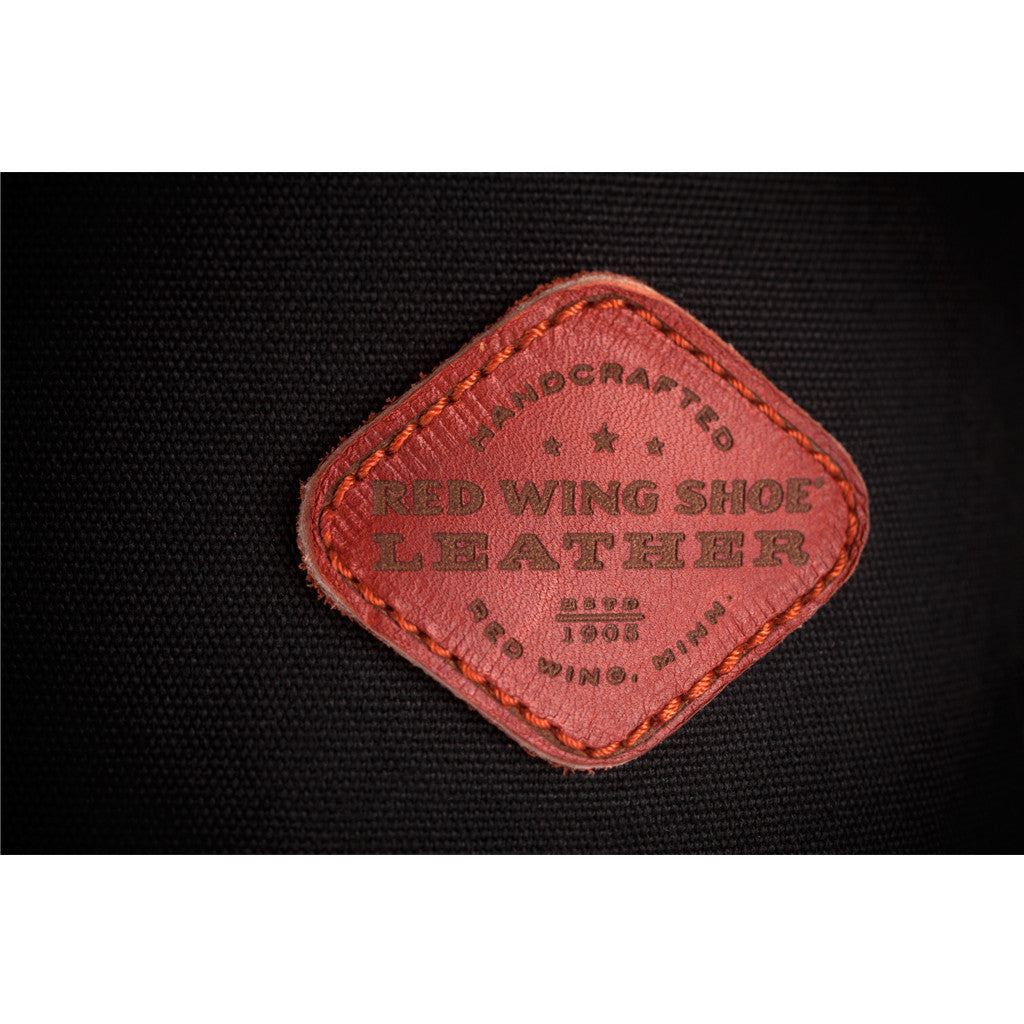 HANDCRAFTED
RED WING SHOE®
LEATHER
ESTD
1905
RED WING, MINN.